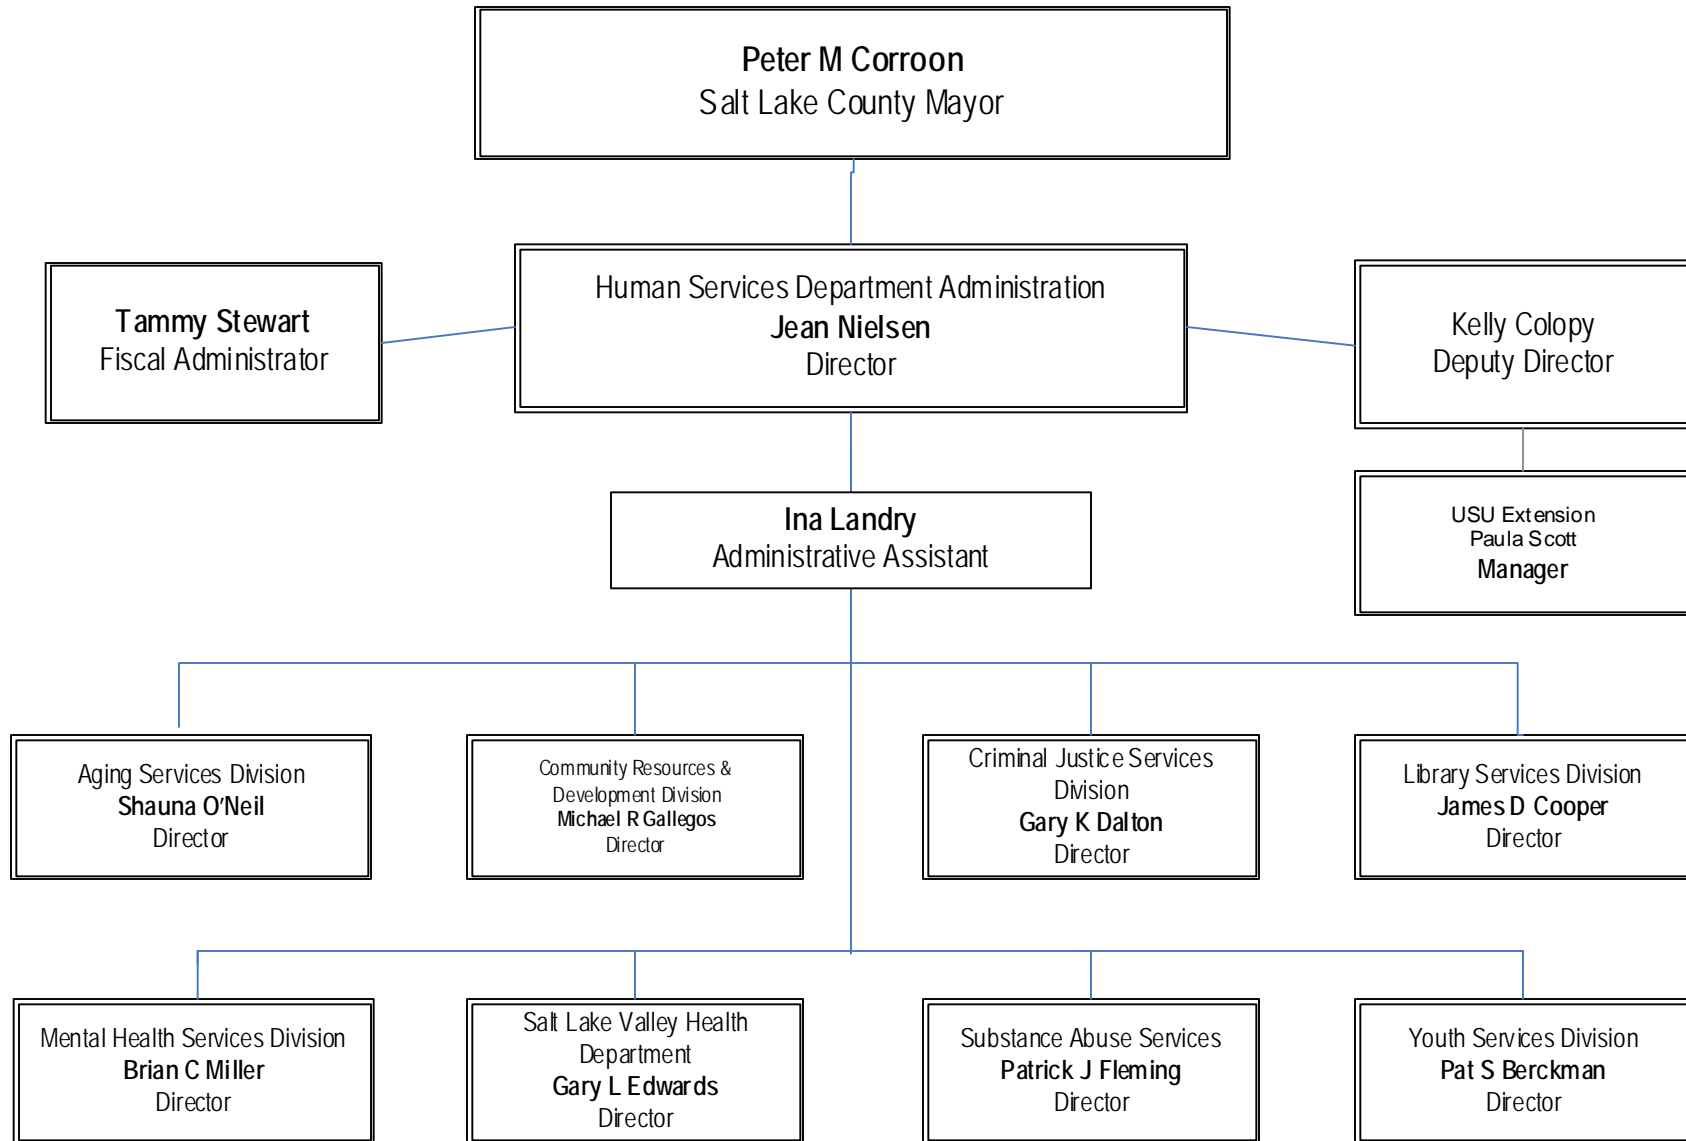 Peter M Corroon
Salt Lake County Mayor
Tammy Stewart
Fiscal Administrator
Human Services Department Administration
Jean Nielsen
Director
Kelly Colopy
Deputy Director
Ina Landry
Administrative Assistant
USU Extension
Paula Scott
Manager
Aging Services Division
Shauna O'Neil
Director
Community Resources &
Development Division
Michael R Gallegos
Director
Criminal Justice Services
Division
Gary K Dalton
Director
Library Services Division
James D Cooper
Director
Mental Health Services Division
Brian C Miller
Director
Salt Lake Valley Health
Department
Gary L Edwards
Director
Substance Abuse Services
Patrick J Fleming
Director
Youth Services Division
Pat S Berckman
Director